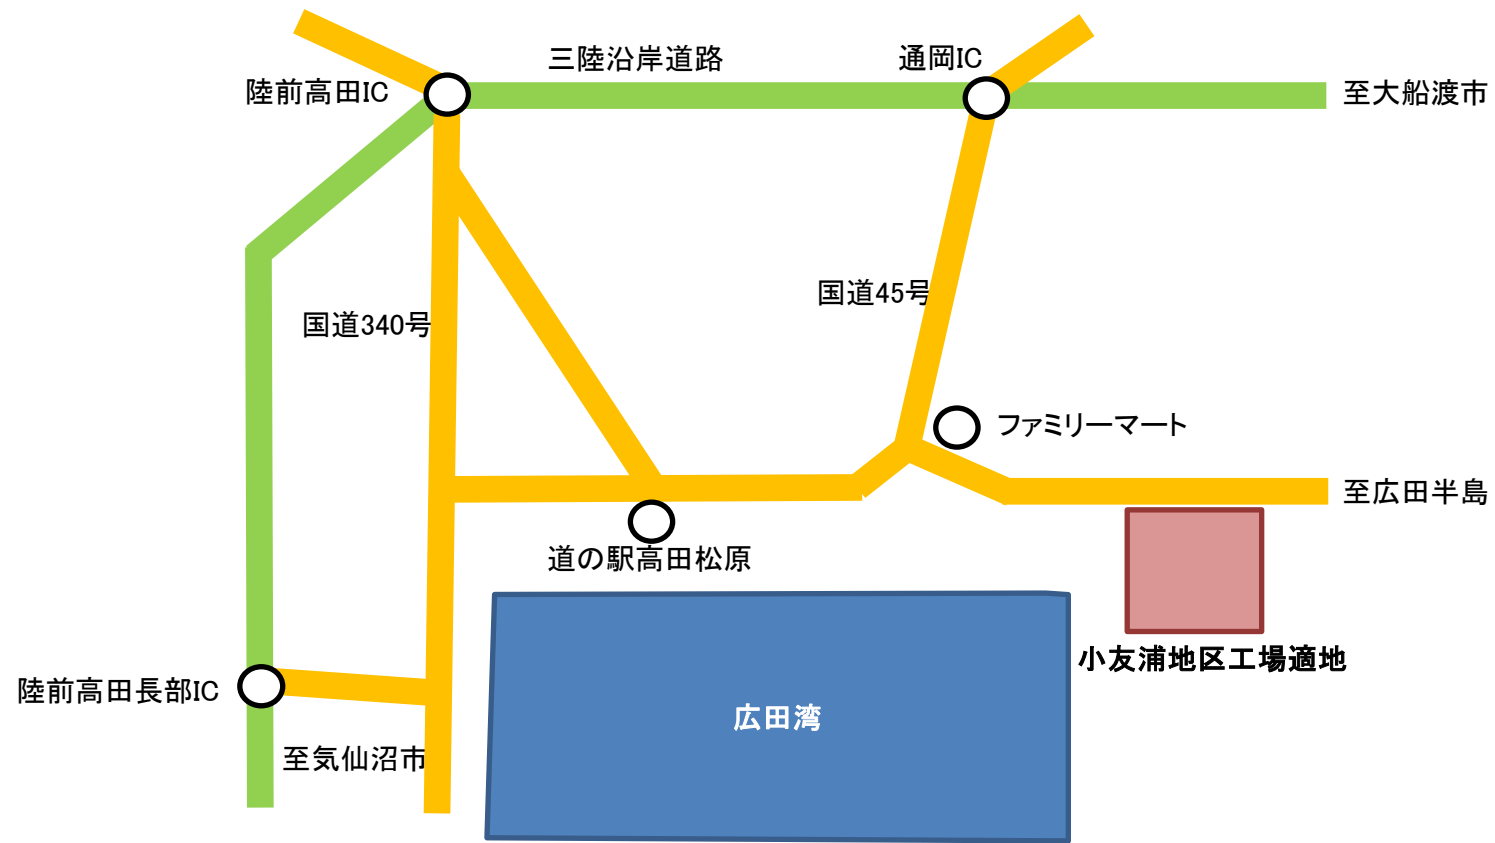 三陸沿岸道路
通岡IC
陸前高田IC
至大船渡市
国道45号
国道340号
ファミリーマート
至広田半島
道の駅高田松原
小友浦地区工場適地
陸前高田長部IC
広田湾
至気仙沼市